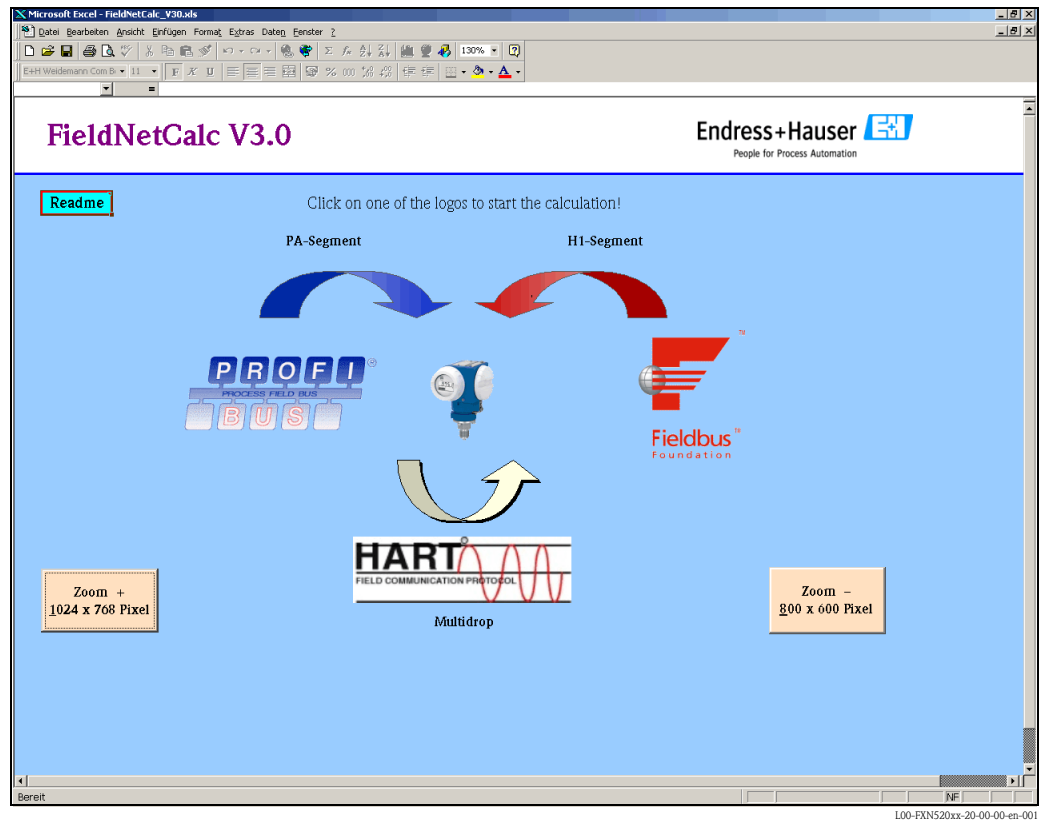 Microsoft Excel - FieldNetCalc_V30.xls
Datei Bearbeiten Ansicht Einfügen Format Extras Daten Fenster ?
130%
E+H Weidemann Com B 11 F K U % 000
=
FieldNetCalc V3.0
Endress+Hauser E+H
People for Process Automation
Readme
Click on one of the logos to start the calculation!
PA-Segment H1-Segment
PROFI®
PROCESS FIELD BUS
BUS
TM
Fieldbus TM
Foundation
HART®
FIELD COMMUNICATION PROTOCOL
Multidrop
Zoom +
1024 x 768 Pixel
Zoom -
800 x 600 Pixel
Bereit NF
L00-FXN520xx-20-00-00-en-001